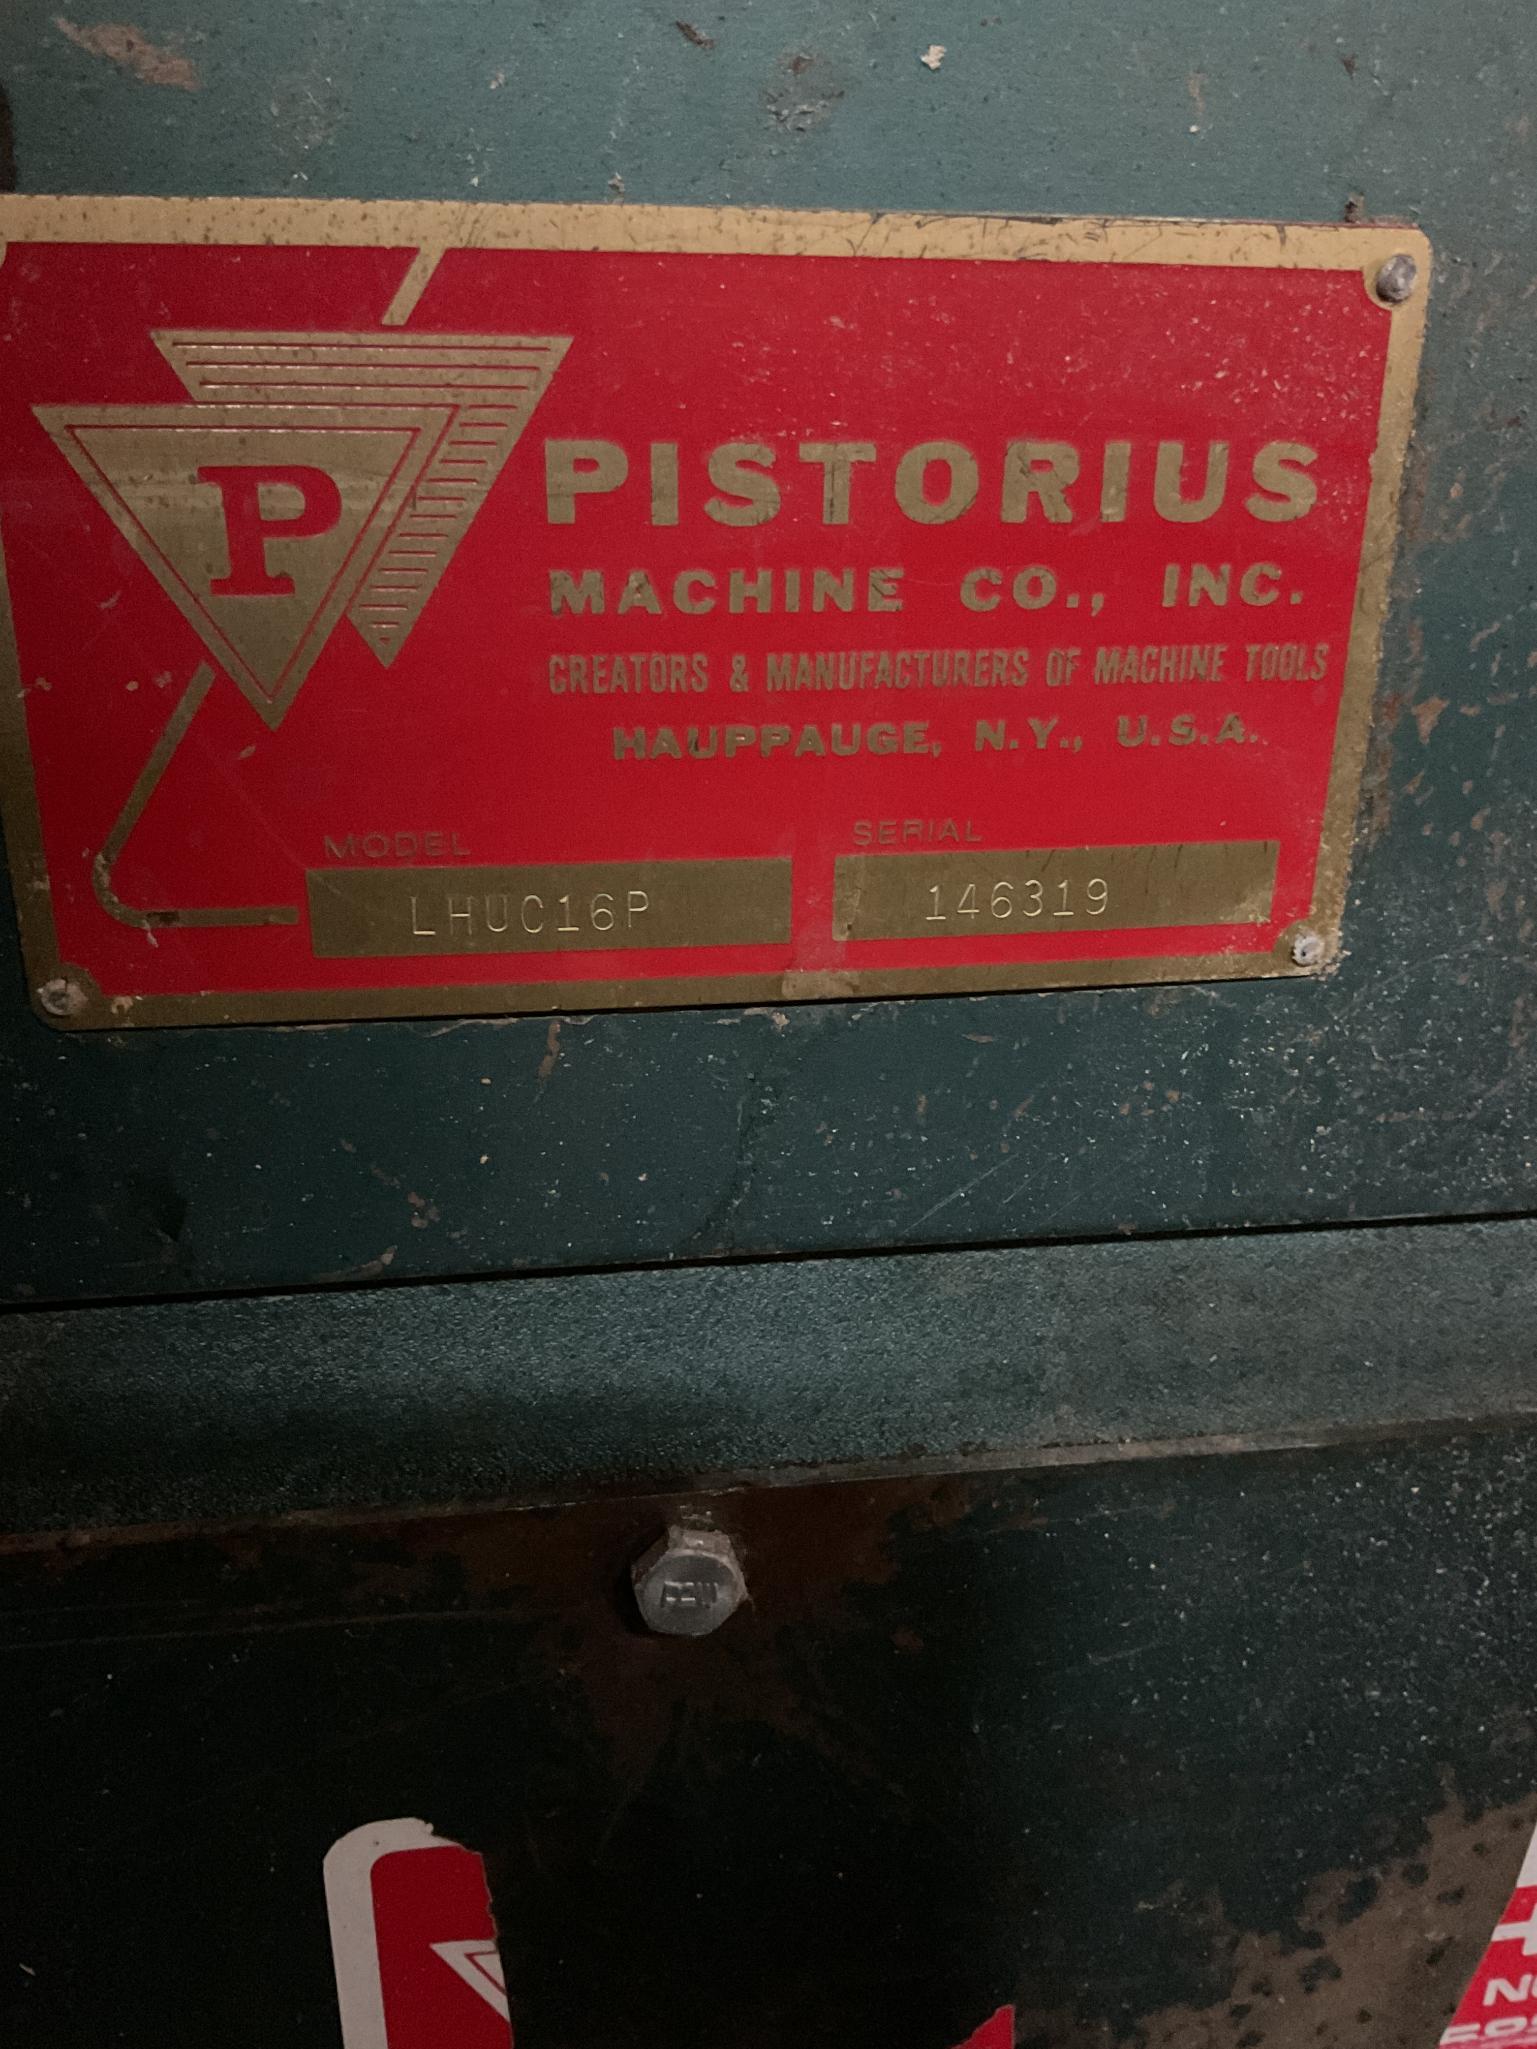 P
PISTORIUS
MACHINE CO., INC.
CREATORS & MANUFACTURERS OF MACHINE TOOLS
HAUPPAUGE, N.Y., U.S.A.
MODEL SERIAL
LHUC16P 146319